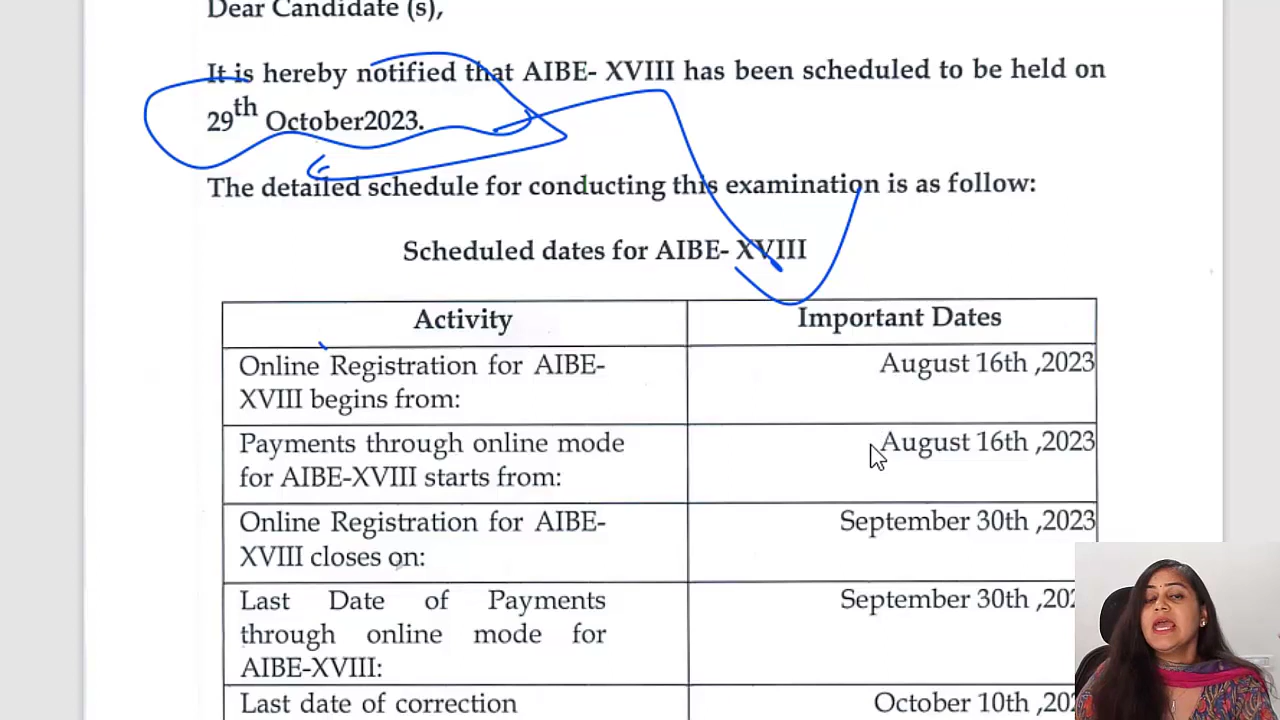 Dear Candidate (s),
It is hereby notified that AIBE- XVIII has been scheduled to be held on
29th October2023.
The detailed schedule for conducting this examination is as follow:
Scheduled dates for AIBE- XVIII
Activity Important Dates
Online Registration for AIBE- August 16th ,2023
XVIII begins from:
Payments through online mode August 16th ,2023
for AIBE-XVIII starts from:
Online Registration for AIBE- September 30th ,2023
XVIII closes on:
Last Date of Payments September 30th
through online mode for
AIBE-XVIII:
Last date of correction October 10th